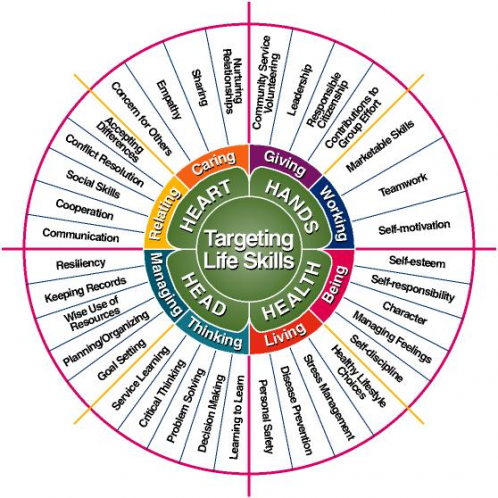 Targeting
Life Skills
HEART
HANDS
HEALTH
HEAD
Relating
Caring
Giving
Working
Being
Living
Thinking
Managing
Communication
Cooperation
Social Skills
Conflict Resolution
Accepting
Differences
Concern for Others
Empathy
Sharing
Nurturing
Relationships
Community Service
Volunteering
Leadership
Responsible
Citizenship
Contributions to
Group Effort
Marketable Skills
Teamwork
Self-motivation
Self-esteem
Self-responsibility
Character
Managing Feelings
Self-discipline
Healthy Lifestyle
Choices
Stress Management
Disease Prevention
Personal Safety
Learning to Learn
Decision Making
Problem Solving
Critical Thinking
Service Learning
Goal Setting
Planning/Organizing
Wise Use of
Resources
Keeping Records
Resiliency